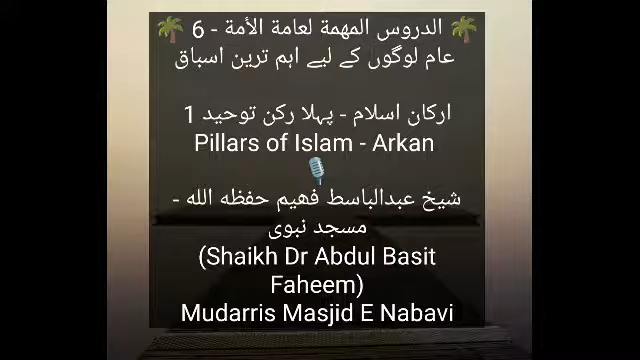 🌴 الدروس المهمة لعامة الأمة - 6 🌴
عام لوگوں کے لیے اہم ترین اسباق
ارکان اسلام - پہلا رکن توحید 1
Pillars of Islam - Arkan
🎙️
شیخ عبدالباسط فهیم حفظه الله -
مسجد نبوی
(Shaikh Dr Abdul Basit
Faheem)
Mudarris Masjid E Nabavi